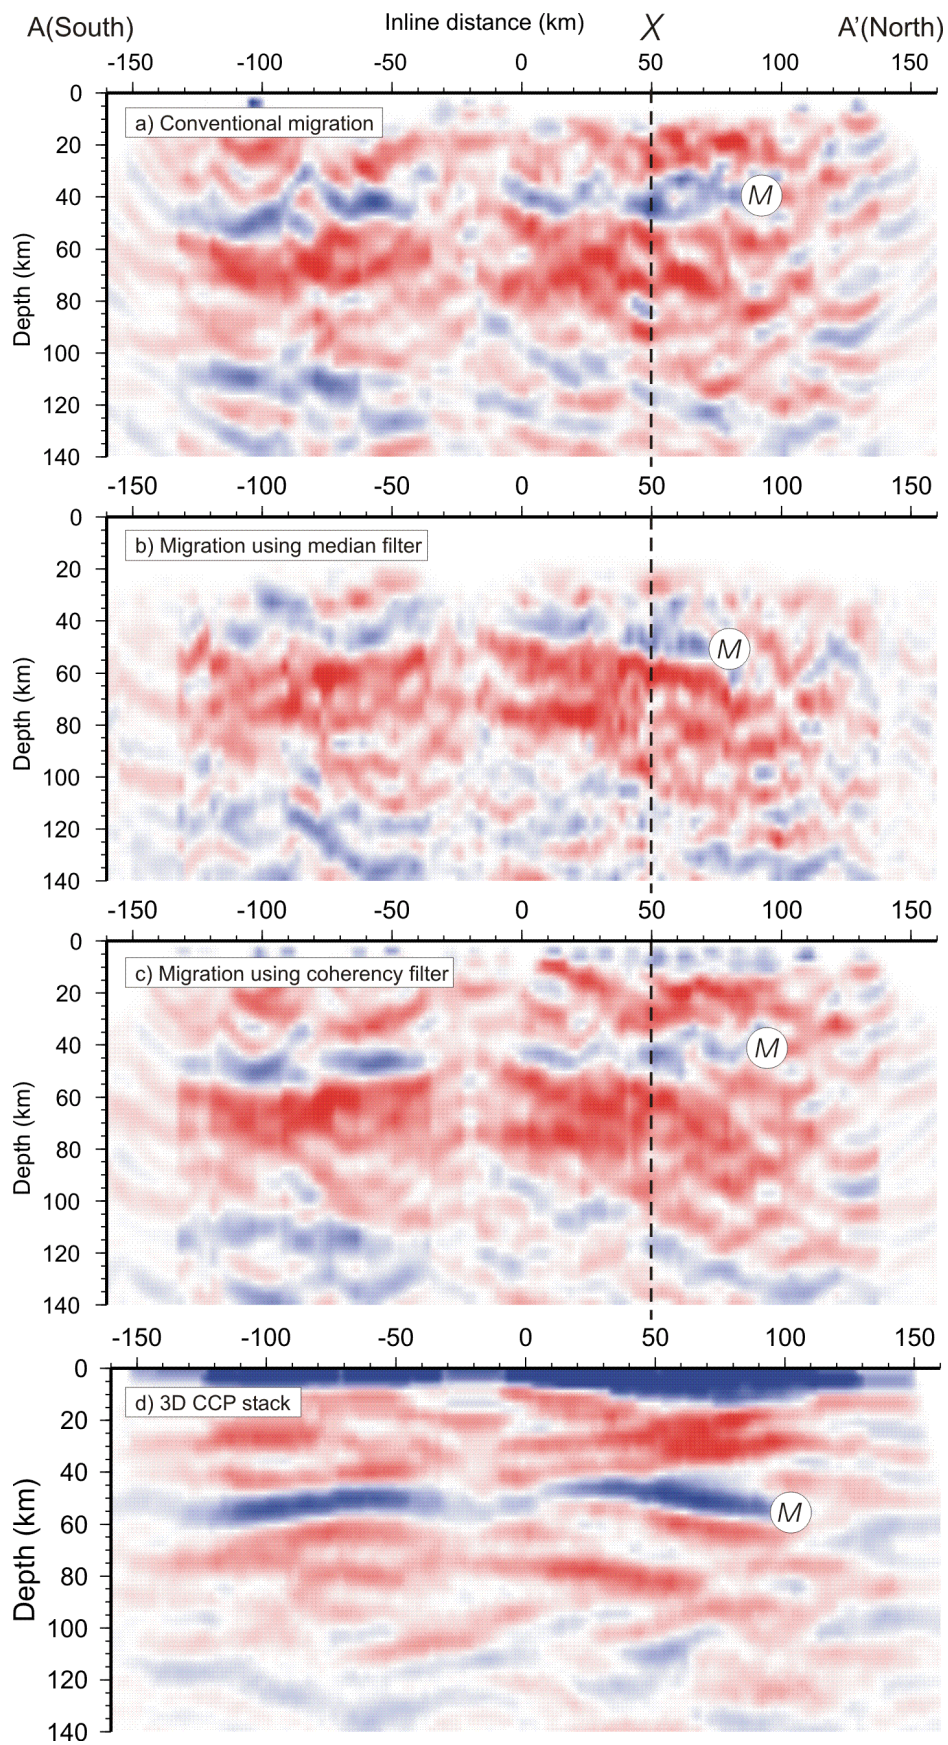 A(South) Inline distance (km) X A'(North)
-150 -100 -50 0 50 100 150
0
a) Conventional migration
20
40 M
60
Depth (km)
80
100
120
140
-150 -100 -50 0 50 100 150
0
b) Migration using median filter
20
40
M
60
Depth (km)
80
100
120
140
-150 -100 -50 0 50 100 150
0
c) Migration using coherency filter
20
40 M
60
Depth (km)
80
100
120
140
-150 -100 -50 0 50 100 150
0
d) 3D CCP stack
20
40
M
60
Depth (km)
80
100
120
140